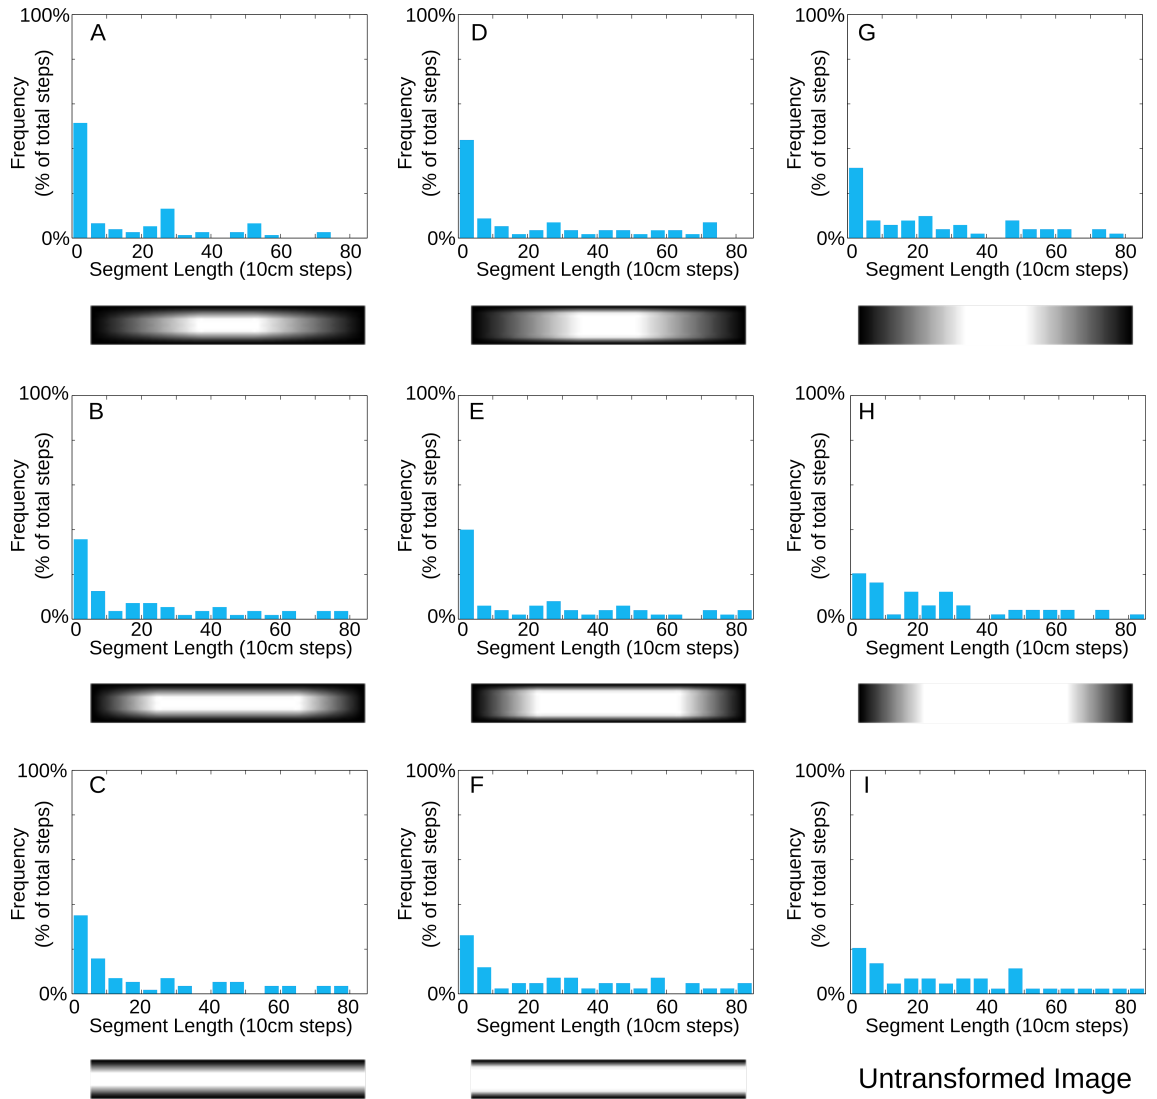 100%
A
Frequency
(% of total steps)
0%
0 20 40 60 80
Segment Length (10cm steps)
100%
D
Frequency
(% of total steps)
0%
0 20 40 60 80
Segment Length (10cm steps)
100%
G
Frequency
(% of total steps)
0%
0 20 40 60 80
Segment Length (10cm steps)
100%
B
Frequency
(% of total steps)
0%
0 20 40 60 80
Segment Length (10cm steps)
100%
E
Frequency
(% of total steps)
0%
0 20 40 60 80
Segment Length (10cm steps)
100%
H
Frequency
(% of total steps)
0%
0 20 40 60 80
Segment Length (10cm steps)
100%
C
Frequency
(% of total steps)
0%
0 20 40 60 80
Segment Length (10cm steps)
100%
F
Frequency
(% of total steps)
0%
0 20 40 60 80
Segment Length (10cm steps)
100%
I
Frequency
(% of total steps)
0%
0 20 40 60 80
Segment Length (10cm steps)
Untransformed Image